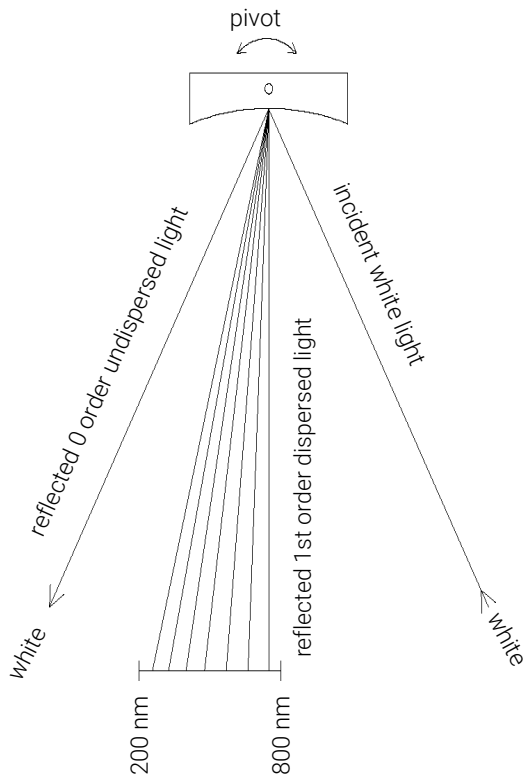 pivot
reflected 0 order undispersed light
incident white light
reflected 1st order dispersed light
white
white
200 nm
800 nm